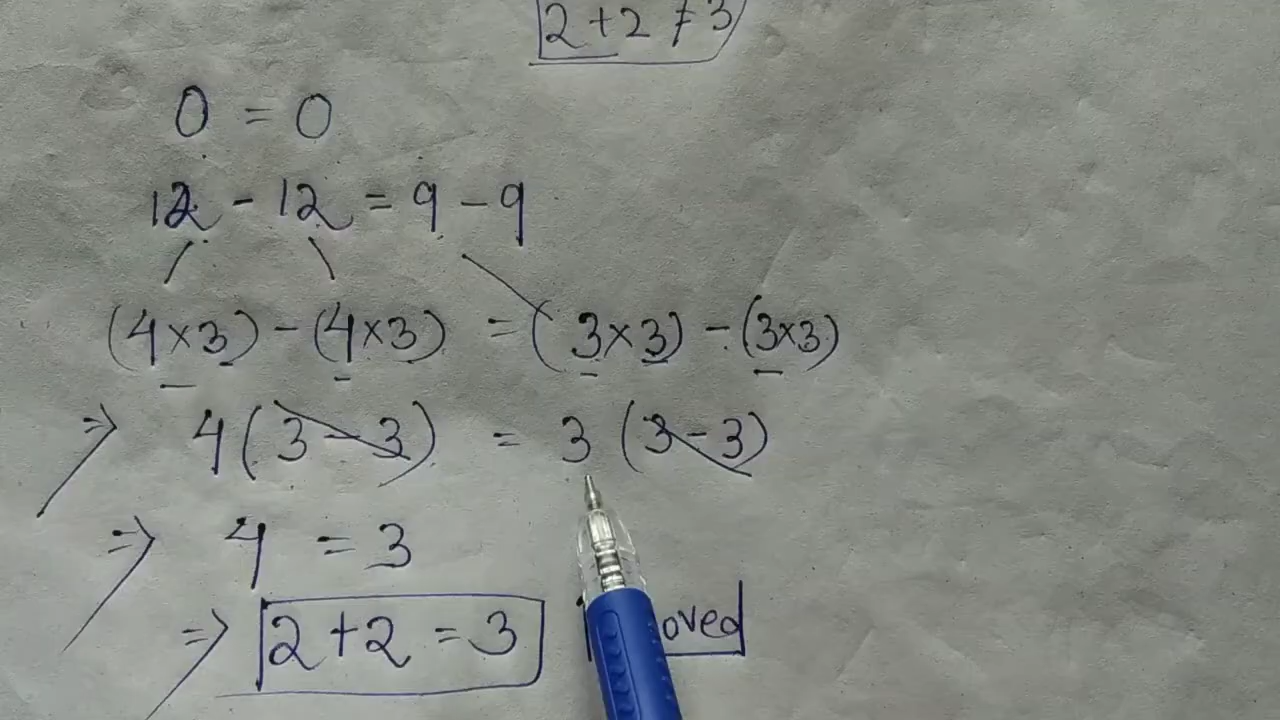 2 + 2 ≠ 3
0 = 0
12 - 12 = 9 - 9
(4 × 3) - (4 × 3) = (3 × 3) - (3 × 3)
⇒ 4 (3 - 3) = 3 (3 - 3)
⇒ 4 = 3
⇒ 2 + 2 = 3